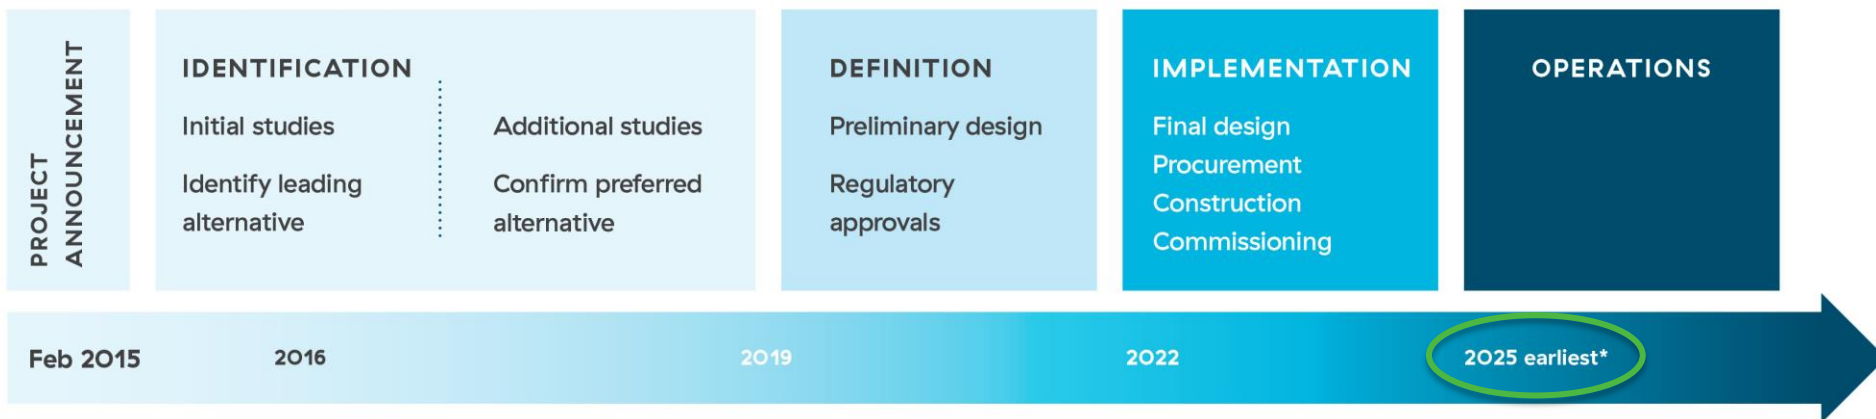 PROJECT
ANNOUNCEMENT
IDENTIFICATION
Initial studies
Identify leading
alternative
Additional studies
Confirm preferred
alternative
DEFINITION
Preliminary design
Regulatory
approvals
IMPLEMENTATION
Final design
Procurement
Construction
Commissioning
OPERATIONS
Feb 2015
2016
2019
2022
2025 earliest*